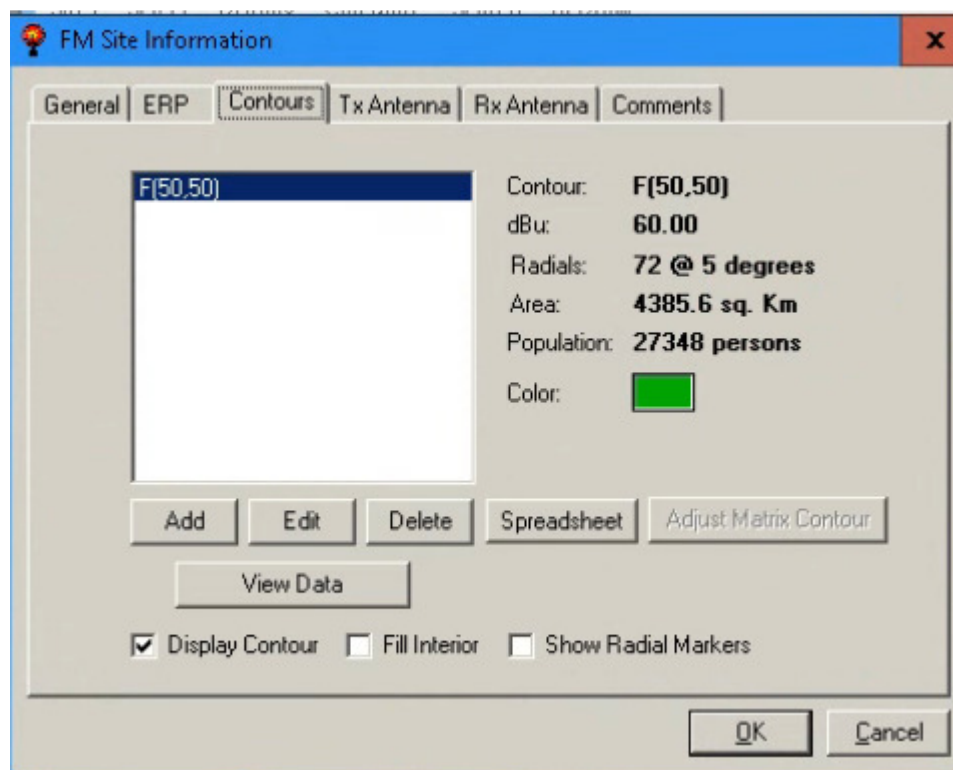 FM Site Information
General ERP Contours Tx Antenna Rx Antenna Comments
F(50,50)
Contour: F(50,50)
dBu: 60.00
Radials: 72 @ 5 degrees
Area: 4385.6 sq. Km
Population: 27348 persons
Color:
Add Edit Delete Spreadsheet Adjust Matrix Contour
View Data
Display Contour Fill Interior Show Radial Markers
OK Cancel